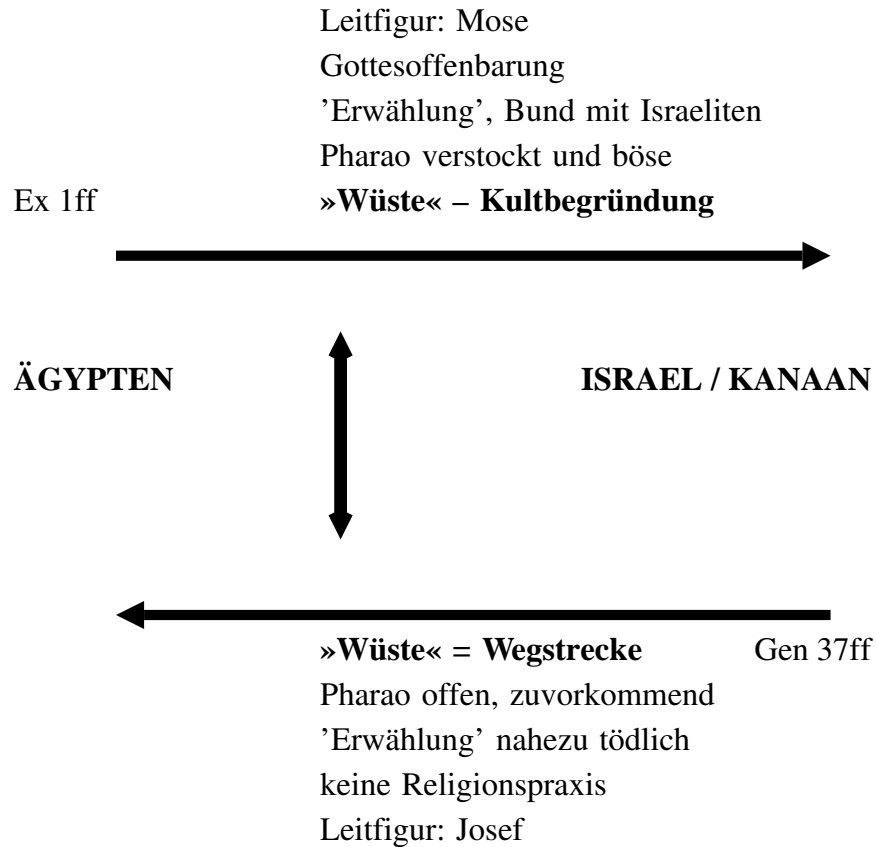 Leitfigur: Mose
Gottesoffenbarung
’Erwählung’, Bund mit Israeliten
Pharao verstockt und böse
Ex 1ff »Wüste« – Kultbegründung
ÄGYPTEN ISRAEL / KANAAN
»Wüste« = Wegstrecke Gen 37ff
Pharao offen, zuvorkommend
’Erwählung’ nahezu tödlich
keine Religionspraxis
Leitfigur: Josef